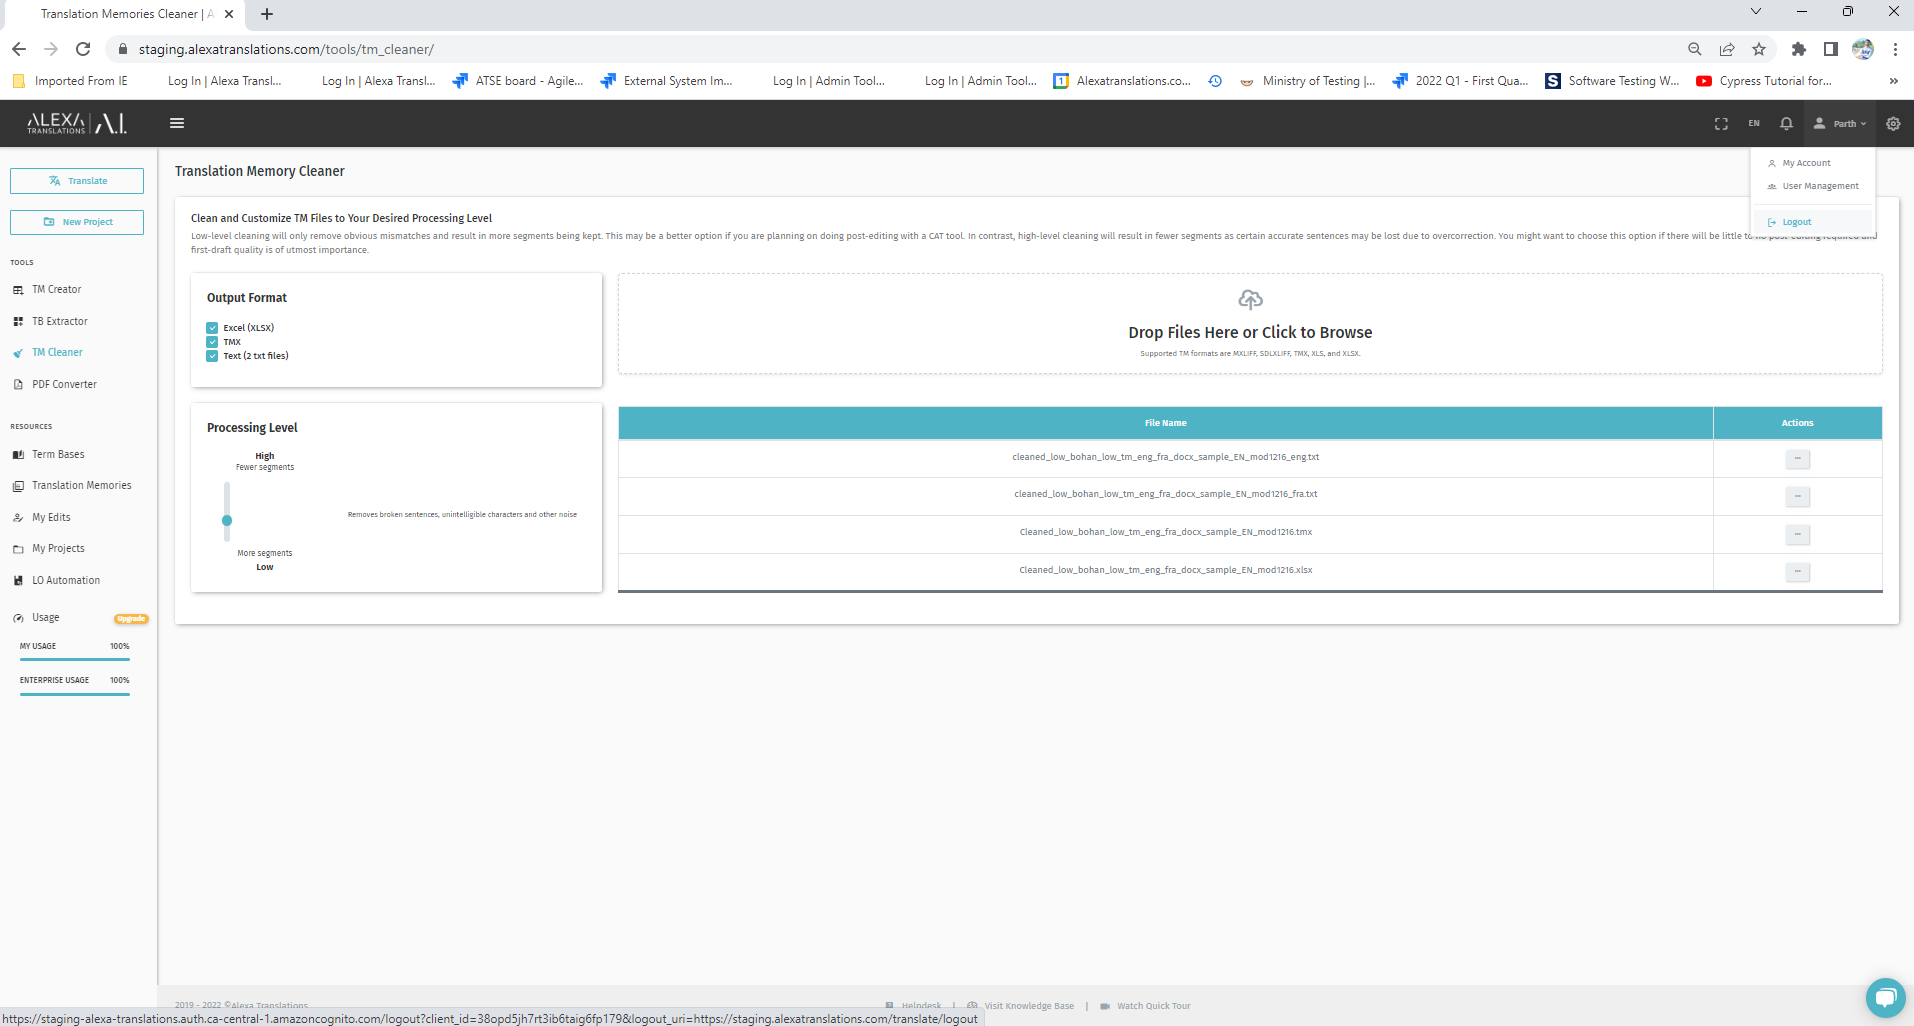 Translation Memories Cleaner | A
staging.alexatranslations.com/tools/tm_cleaner/
Imported From IE
Log In | Alexa Transl...
Log In | Alexa Transl...
ATSE board - Agile...
External System Im...
Log In | Admin Tool...
Log In | Admin Tool...
Alexatranslations.co...
Ministry of Testing |...
2022 Q1 - First Qua...
Software Testing W...
Cypress Tutorial for...
»
ALEXA TRANSLATIONS | A.I.
EN
Parth
My Account
User Management
Logout
Translate
New Project
TOOLS
TM Creator
TB Extractor
TM Cleaner
PDF Converter
RESOURCES
Term Bases
Translation Memories
My Edits
My Projects
LO Automation
Usage
Upgrade
MY USAGE 100%
ENTERPRISE USAGE 100%
Translation Memory Cleaner
Clean and Customize TM Files to Your Desired Processing Level
Low-level cleaning will only remove obvious mismatches and result in more segments being kept. This may be a better option if you are planning on doing post-editing with a CAT tool. In contrast, high-level cleaning will result in fewer segments as certain accurate sentences may be lost due to overcorrection. You might want to choose this option if there will be little to no post-editing required and
first-draft quality is of utmost importance.
Output Format
Excel (XLSX)
TMX
Text (2 txt files)
Drop Files Here or Click to Browse
Supported TM formats are MXLIFF, SDLXLIFF, TMX, XLS, and XLSX.
Processing Level
High
Fewer segments
Removes broken sentences, unintelligible characters and other noise
More segments
Low
File Name Actions
cleaned_low_bohan_low_tm_eng_fra_docx_sample_EN_mod1216_eng.txt
cleaned_low_bohan_low_tm_eng_fra_docx_sample_EN_mod1216_fra.txt
Cleaned_low_bohan_low_tm_eng_fra_docx_sample_EN_mod1216.tmx
Cleaned_low_bohan_low_tm_eng_fra_docx_sample_EN_mod1216.xlsx
2019 - 2022 ©Alexa Translations
Helpdesk | Visit Knowledge Base | Watch Quick Tour
https://staging-alexa-translations.auth.ca-central-1.amazoncognito.com/logout?client_id=38opd5jh7rt3ib6taig6fp179&logout_uri=https://staging.alexatranslations.com/translate/logout